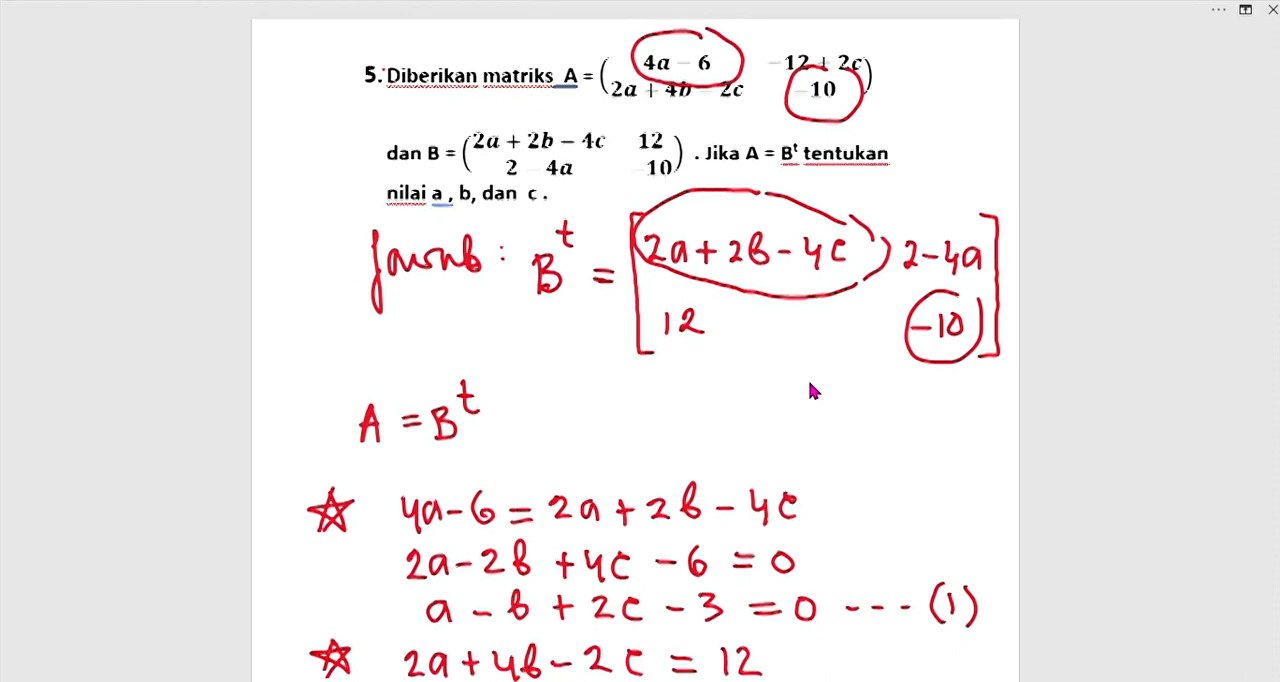 5. Diberikan matriks A = ( 4a − 6 −12 + 2c
2a + 4b − 2c −10 )
dan B = ( 2a + 2b − 4c 12
2 − 4a −10 ) . Jika A = Bᵗ tentukan
nilai a , b, dan c .
Jawab : Bᵗ = [ 2a + 2b − 4c 2 − 4a
12 −10 ]
A = Bᵗ
☆ 4a − 6 = 2a + 2b − 4c
2a − 2b + 4c − 6 = 0
a − b + 2c − 3 = 0 --- (1)
☆ 2a + 4b − 2c = 12